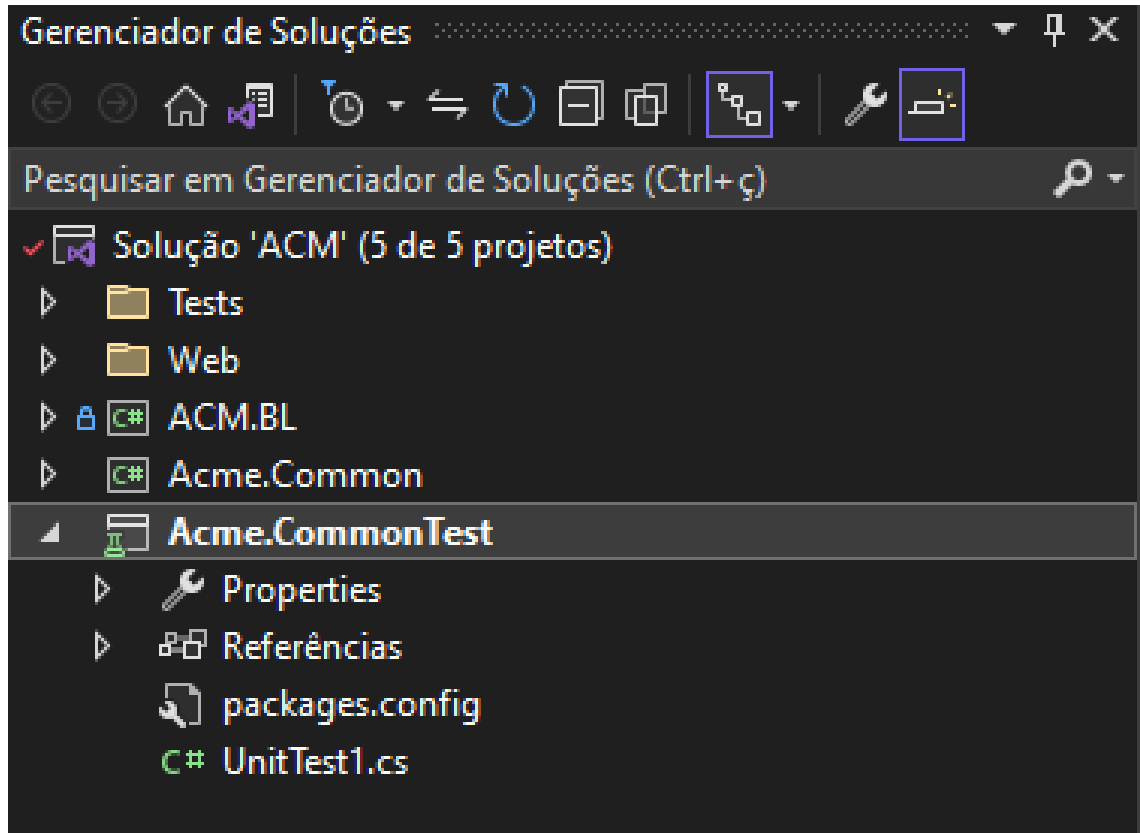 Gerenciador de Soluções
Pesquisar em Gerenciador de Soluções (Ctrl+ç)
Solução 'ACM' (5 de 5 projetos)
Tests
Web
C# ACM.BL
C# Acme.Common
Acme.CommonTest
Properties
Referências
packages.config
C# UnitTest1.cs